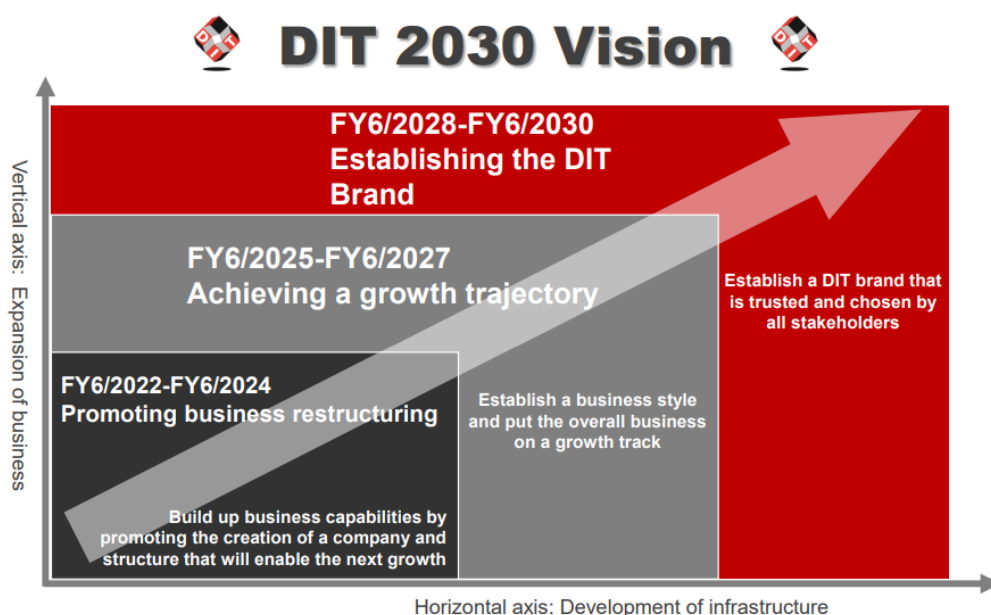 DIT 2030 Vision
FY6/2028-FY6/2030
Establishing the DIT
Brand
FY6/2025-FY6/2027
Achieving a growth trajectory
Establish a DIT brand that
is trusted and chosen by
all stakeholders
FY6/2022-FY6/2024
Promoting business restructuring
Establish a business style
and put the overall business
on a growth track
Build up business capabilities by
promoting the creation of a company and
structure that will enable the next growth
Vertical axis: Expansion of business
Horizontal axis: Development of infrastructure
DIT
DIT